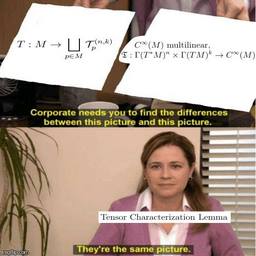 T : M → ⨆ 𝒯ₚ⁽ⁿ,ᵏ⁾
p∈M
C^∞(M) multilinear,
𝔗 : Γ(T*M)ⁿ × Γ(TM)ᵏ → C^∞(M)
Corporate needs you to find the differences
between this picture and this picture.
Tensor Characterization Lemma
They're the same picture.
imgflip.com